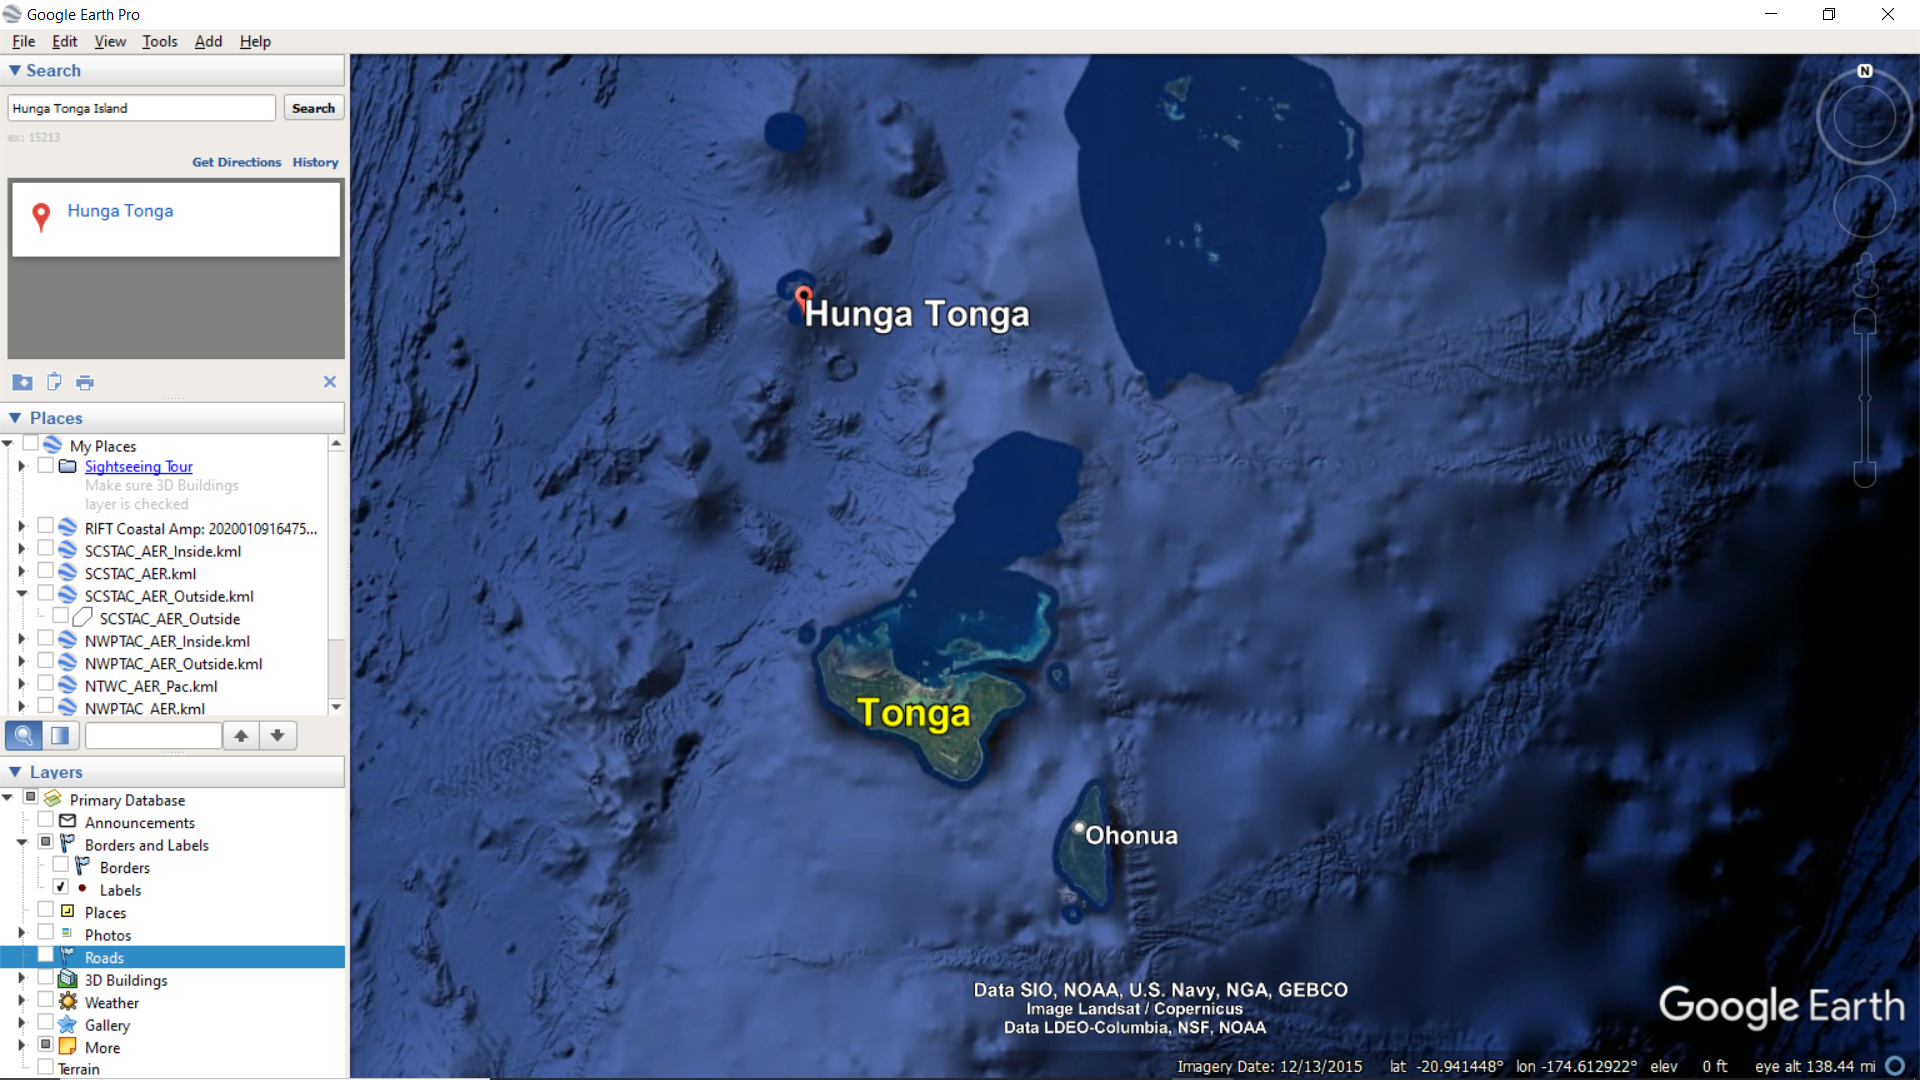 Google Earth Pro
File Edit View Tools Add Help
Search
Hunga Tonga Island Search
ex: 15213
Get Directions History
Hunga Tonga
Places
My Places
Sightseeing Tour
Make sure 3D Buildings
layer is checked
RIFT Coastal Amp: 2020010916475...
SCSTAC_AER_Inside.kml
SCSTAC_AER.kml
SCSTAC_AER_Outside.kml
SCSTAC_AER_Outside
NWPTAC_AER_Inside.kml
NWPTAC_AER_Outside.kml
NTWC_AER_Pac.kml
NWPTAC_AER.kml
Layers
Primary Database
Announcements
Borders and Labels
Borders
Labels
Places
Photos
Roads
3D Buildings
Weather
Gallery
More
Terrain
N
Hunga Tonga
Tonga
Ohonua
Data SIO, NOAA, U.S. Navy, NGA, GEBCO
Image Landsat / Copernicus
Data LDEO-Columbia, NSF, NOAA
Google Earth
Imagery Date: 12/13/2015 lat -20.941448° lon -174.612922° elev 0 ft eye alt 138.44 mi